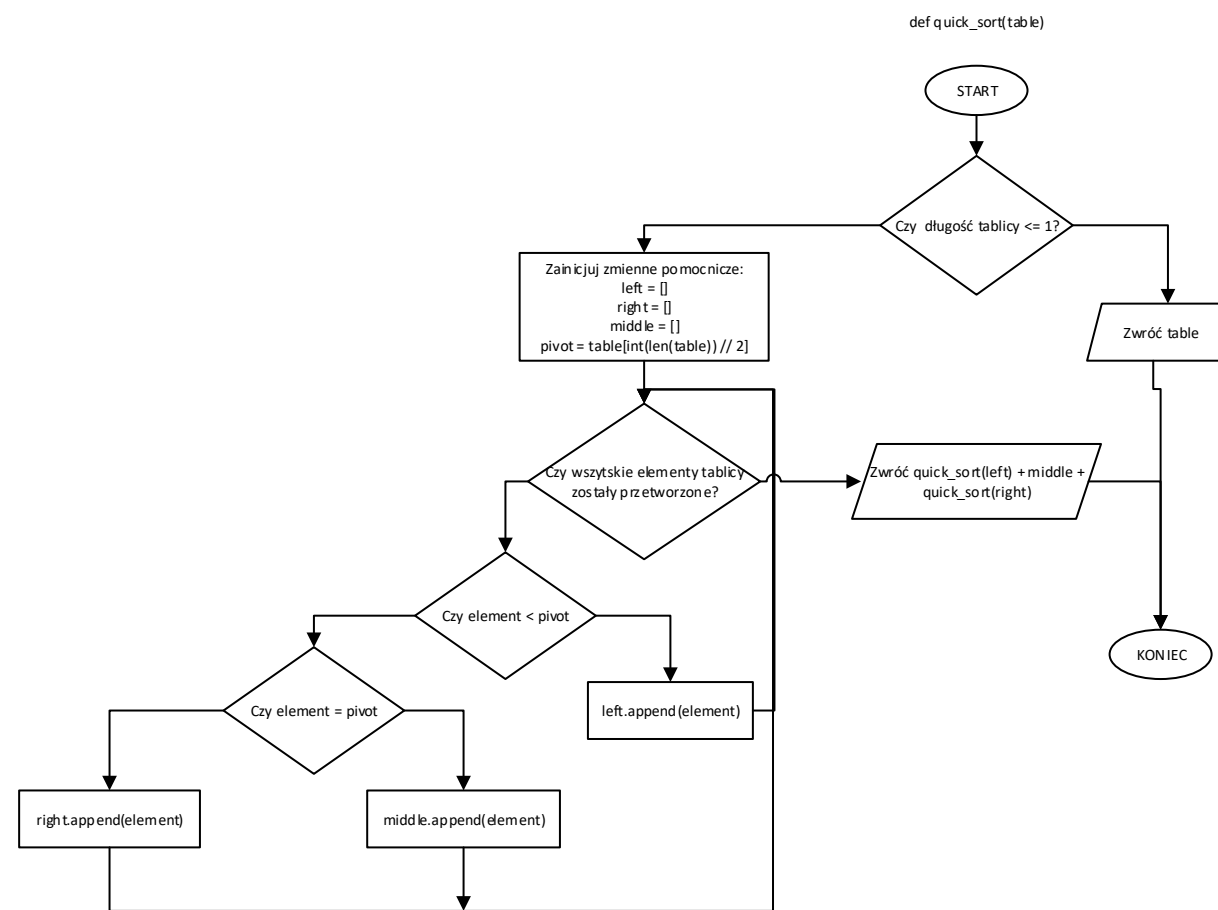 def quick_sort(table)
START
Czy długość tablicy <= 1?
Zainicjuj zmienne pomocnicze:
left = []
right = []
middle = []
pivot = table[int(len(table)) // 2]
Zwróć table
Czy wszytskie elementy tablicy
zostały przetworzone?
Zwróć quick_sort(left) + middle +
quick_sort(right)
Czy element < pivot
KONIEC
Czy element = pivot
left.append(element)
right.append(element)
middle.append(element)